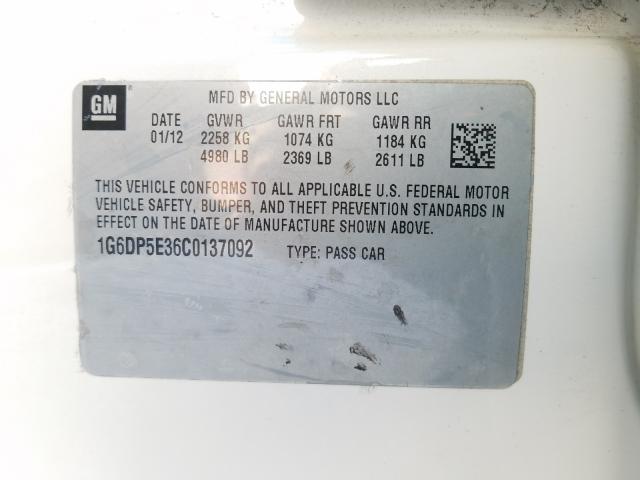 GM
MFD BY GENERAL MOTORS LLC
DATE GVWR GAWR FRT GAWR RR
01/12 2258 KG 1074 KG 1184 KG
4980 LB 2369 LB 2611 LB
THIS VEHICLE CONFORMS TO ALL APPLICABLE U.S. FEDERAL MOTOR
VEHICLE SAFETY, BUMPER, AND THEFT PREVENTION STANDARDS IN
EFFECT ON THE DATE OF MANUFACTURE SHOWN ABOVE.
1G6DP5E36C0137092 TYPE: PASS CAR